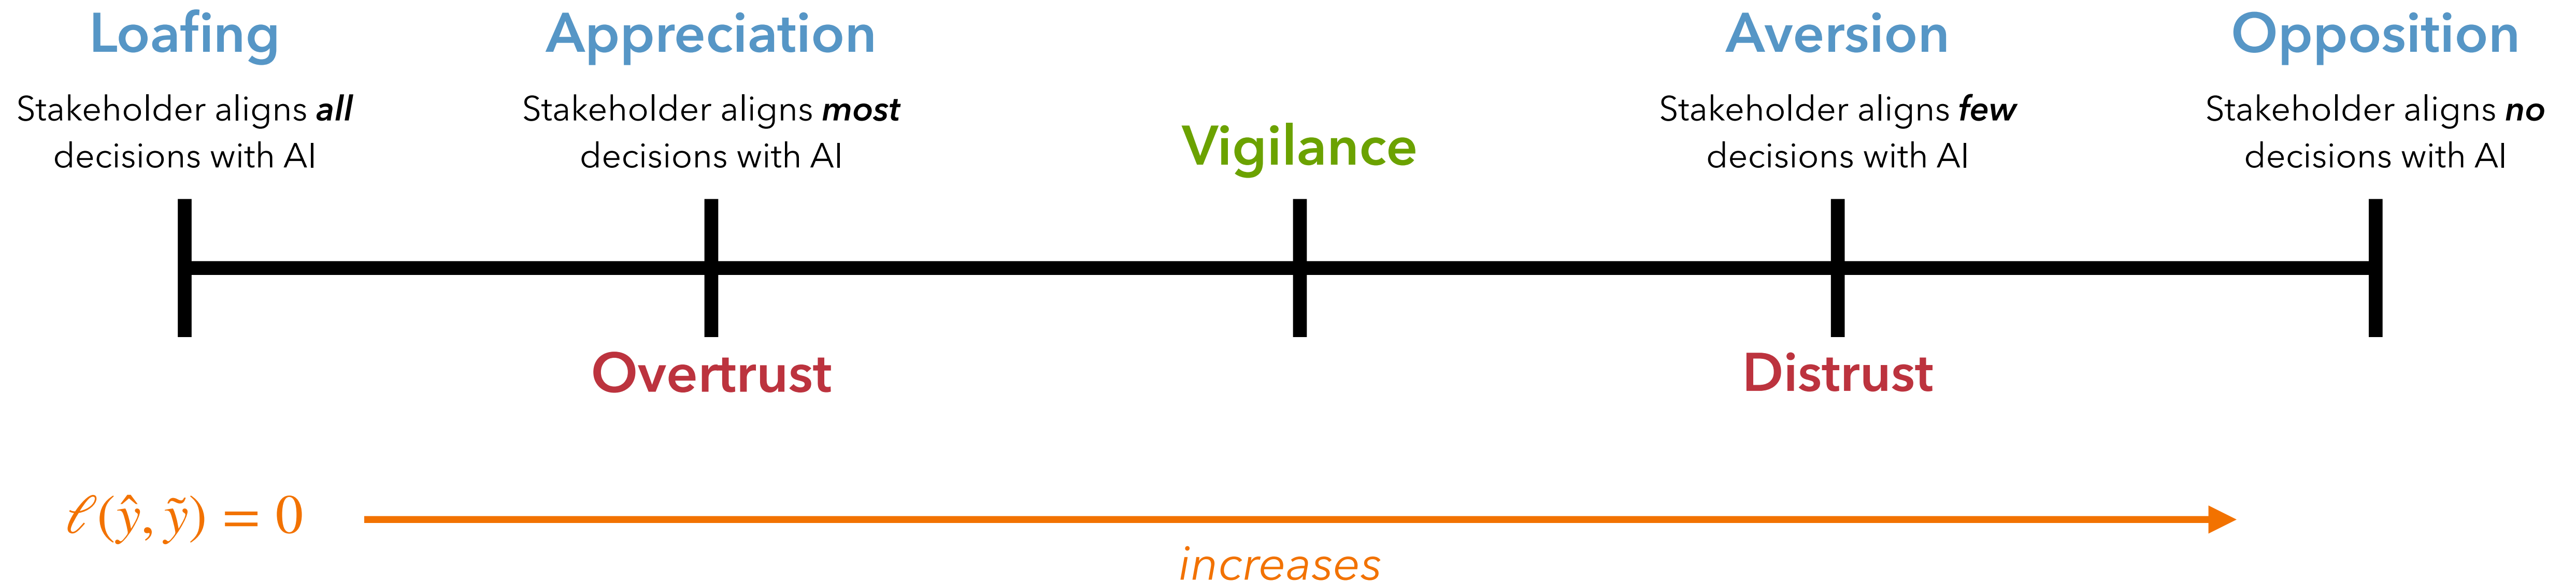 Loafing
Stakeholder aligns all
decisions with AI
Appreciation
Stakeholder aligns most
decisions with AI
Vigilance
Aversion
Stakeholder aligns few
decisions with AI
Opposition
Stakeholder aligns no
decisions with AI
Overtrust
Distrust
ℓ(ŷ, ỹ) = 0
increases